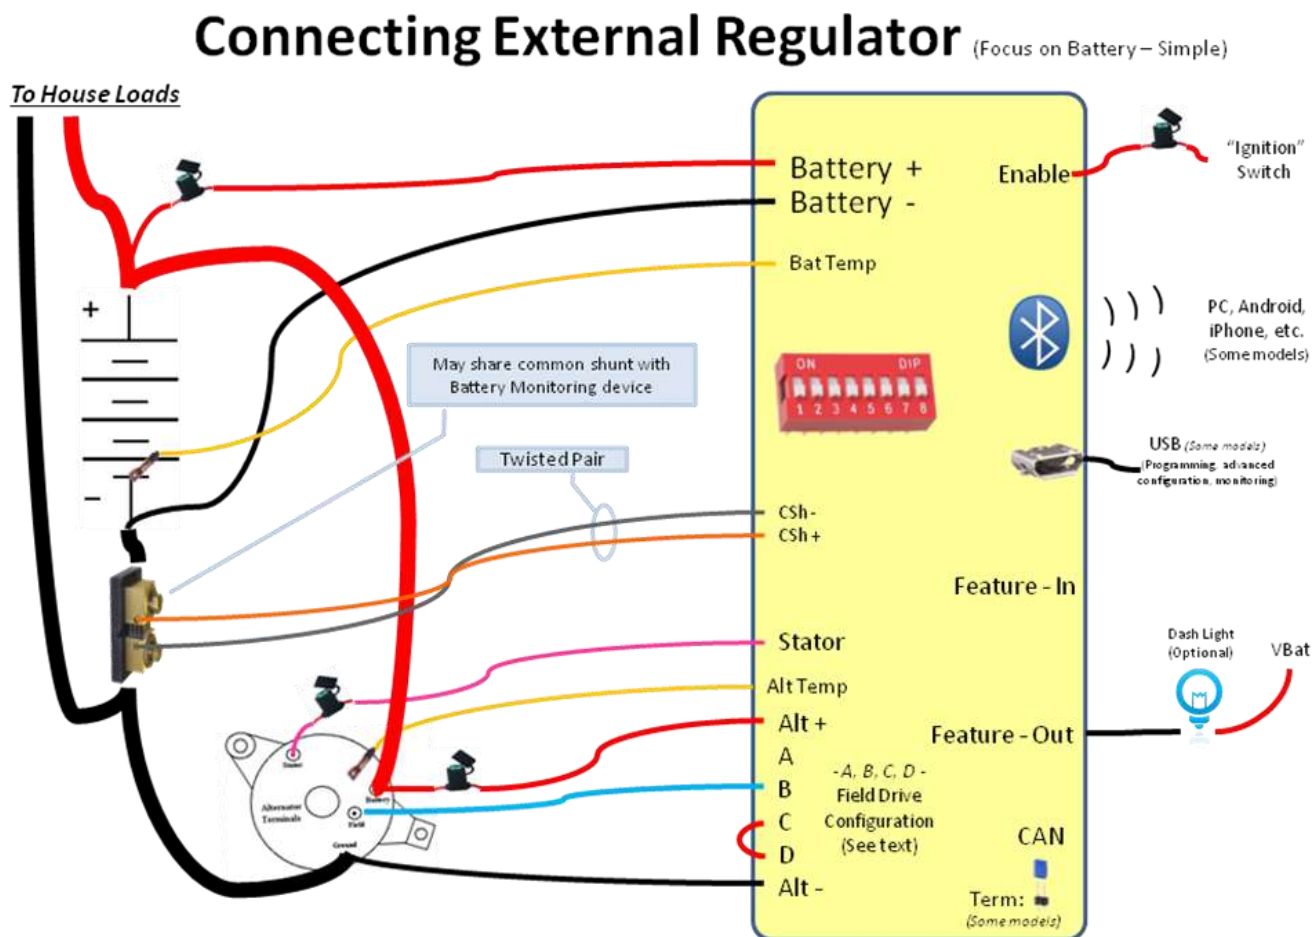 Connecting External Regulator (Focus on Battery – Simple)
To House Loads
Battery +
Battery -
Bat Temp
Enable
"Ignition"
Switch
PC, Android,
iPhone, etc.
(Some models)
+
−
May share common shunt with
Battery Monitoring device
ON DIP
1 2 3 4 5 6 7 8
USB (Some models)
(Programming, advanced
configuration, monitoring)
Twisted Pair
CSh -
CSh +
Feature - In
Stator
Alt Temp
Alt +
A
B
C
D
Alt -
- A, B, C, D -
Field Drive
Configuration
(See text)
Dash Light
(Optional)
VBat
Feature - Out
CAN
Term:
(Some models)
Stator
Battery
Alternator
Terminals
Field
Ground